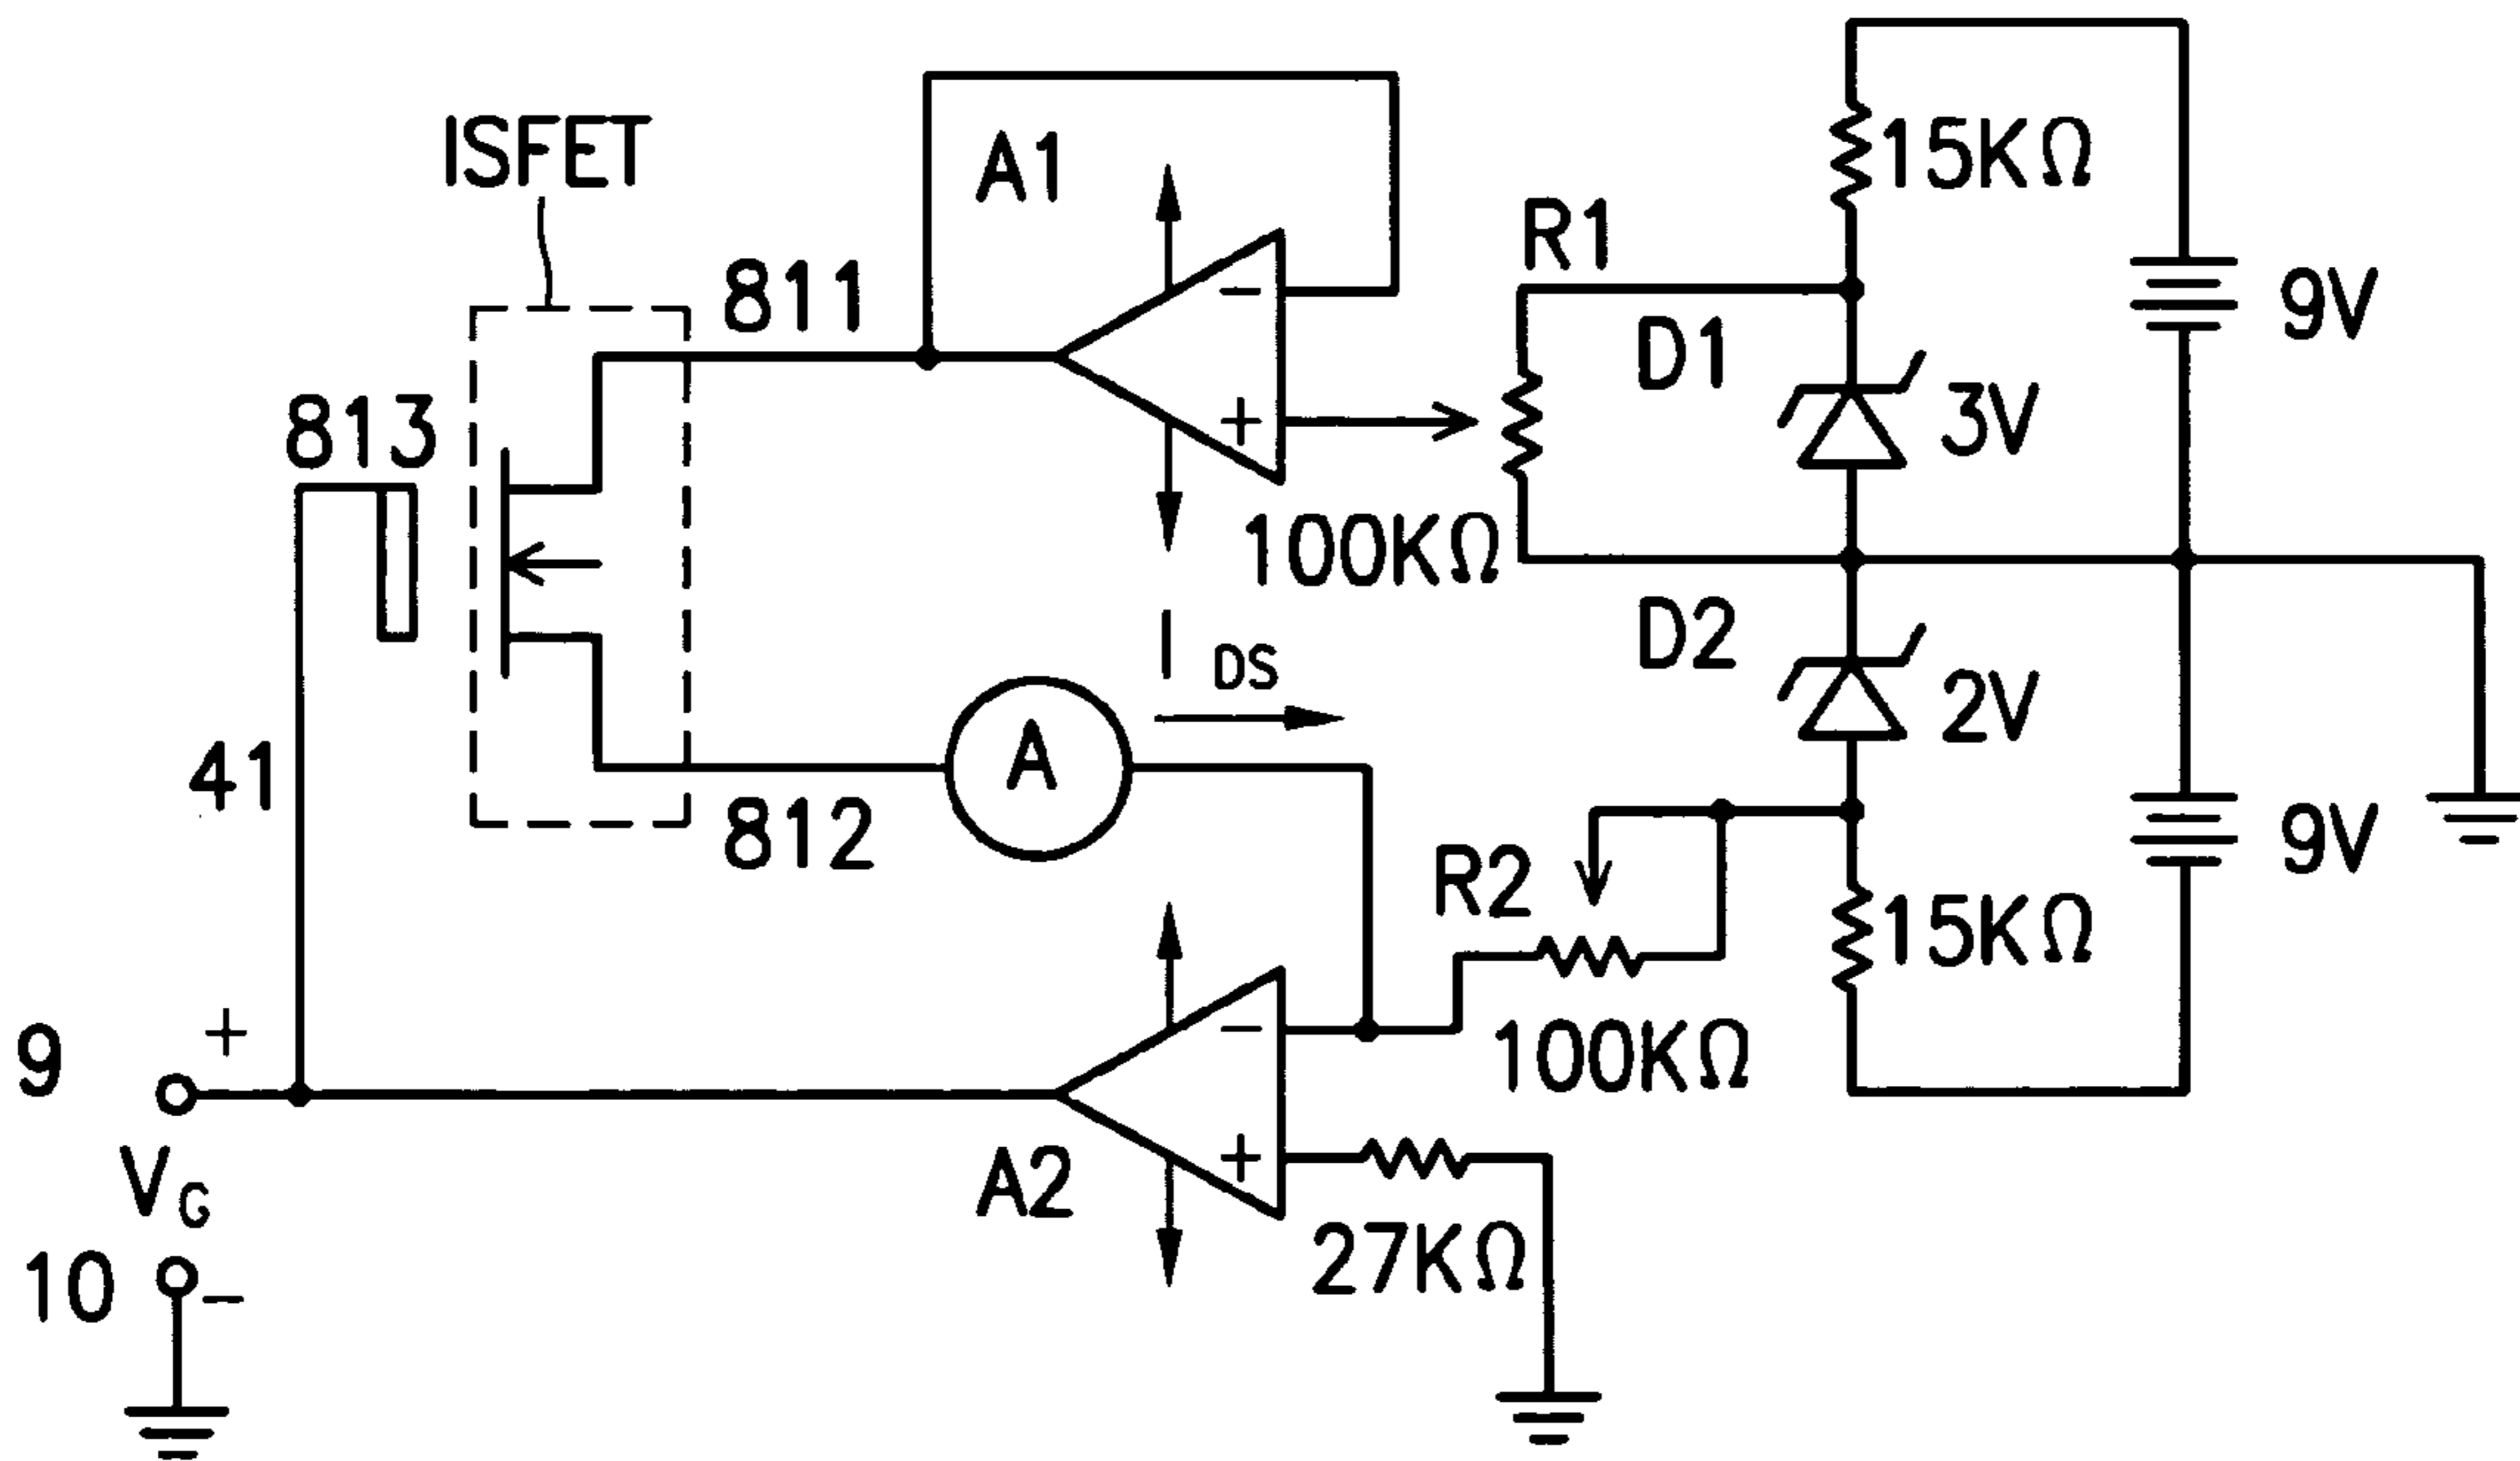 ISFET
A1
15KΩ
R1
811
9V
D1
3V
813
+
−
100KΩ
I DS
D2
2V
41
A
812
R2
9V
15KΩ
100KΩ
9
+
−
+
VG
A2
27KΩ
10
−